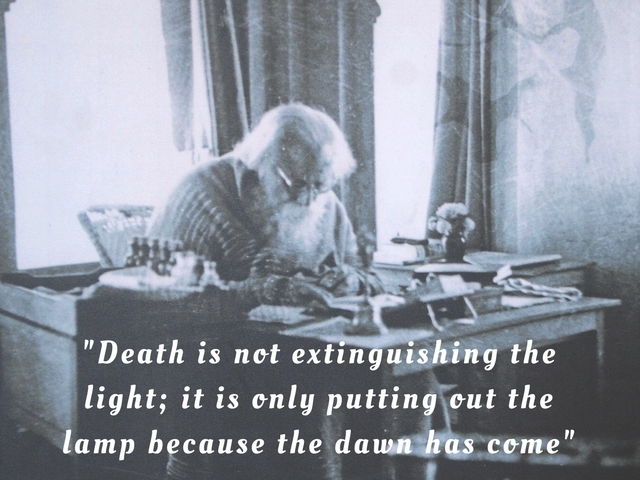 "Death is not extinguishing the
light; it is only putting out the
lamp because the dawn has come"